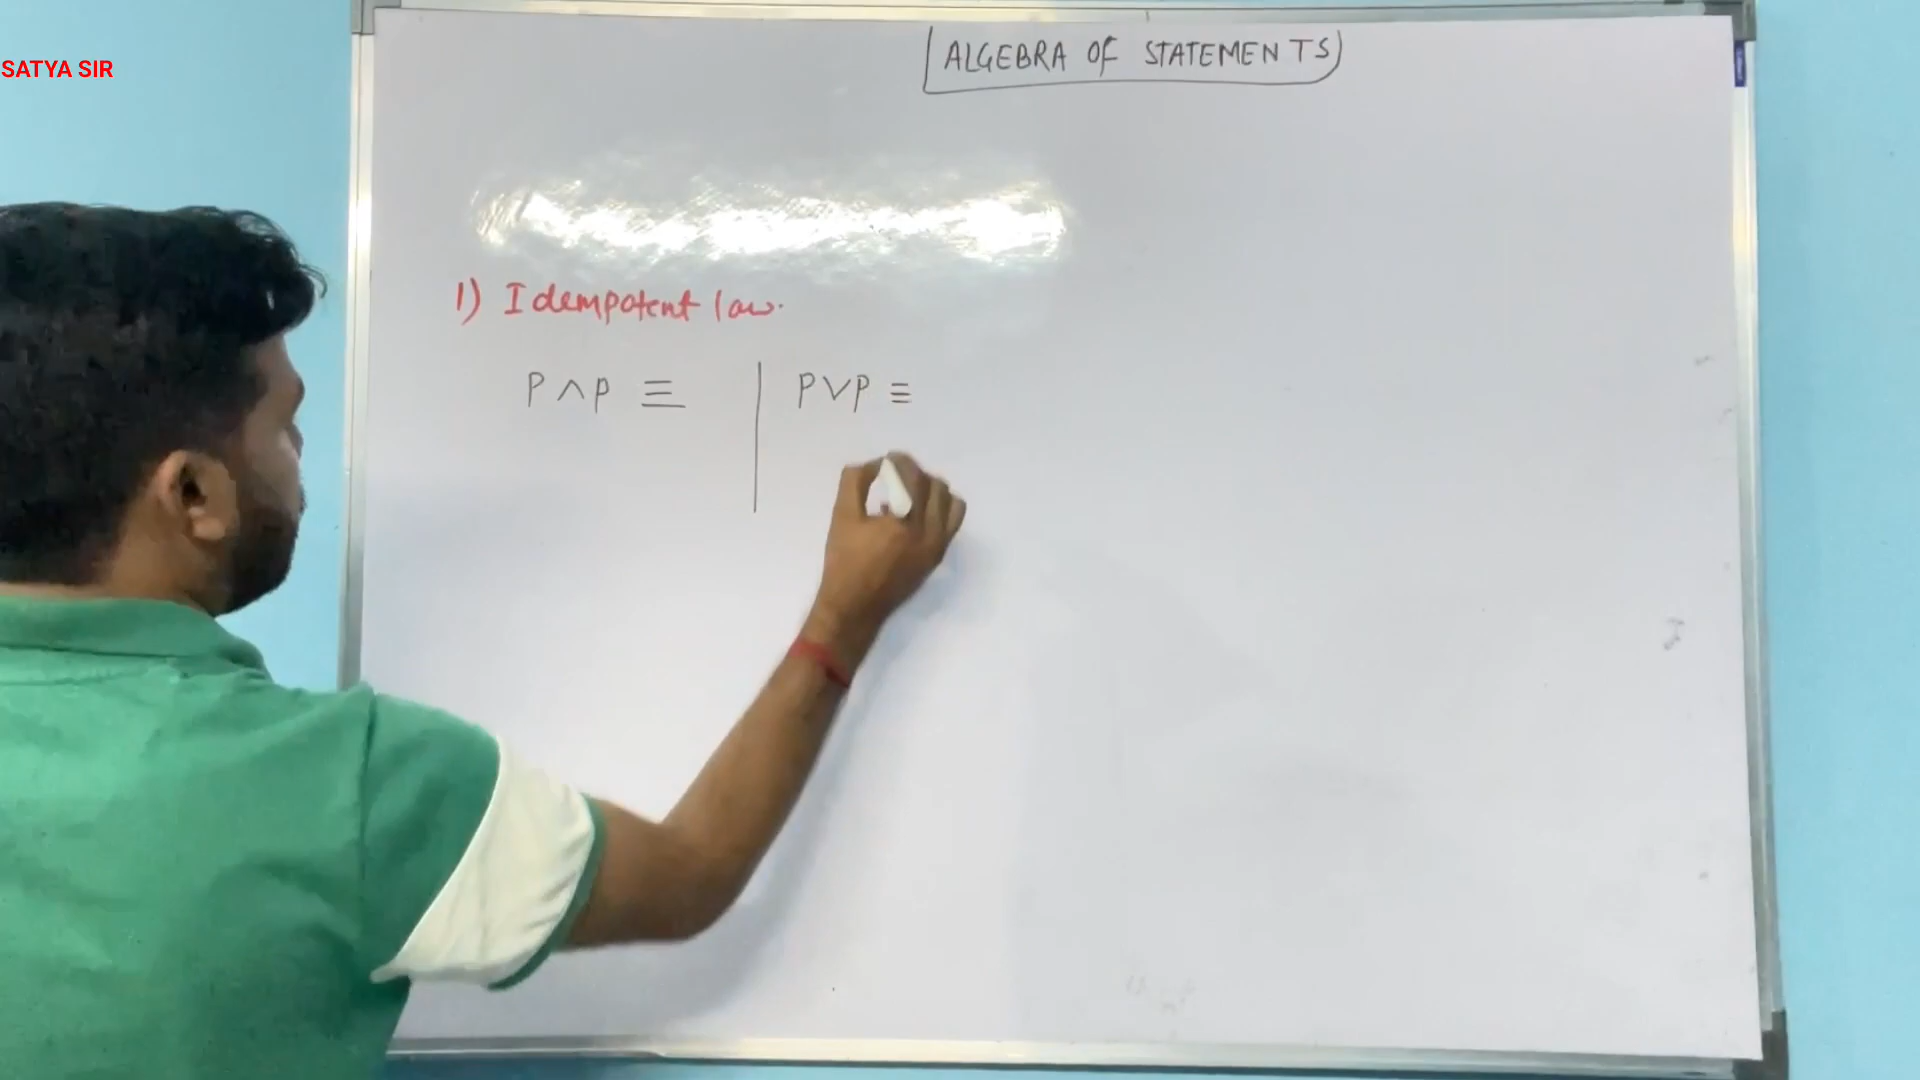 SATYA SIR
ALGEBRA OF STATEMENTS
1) Idempotent law.
P ∧ P ≡ | P ∨ P ≡